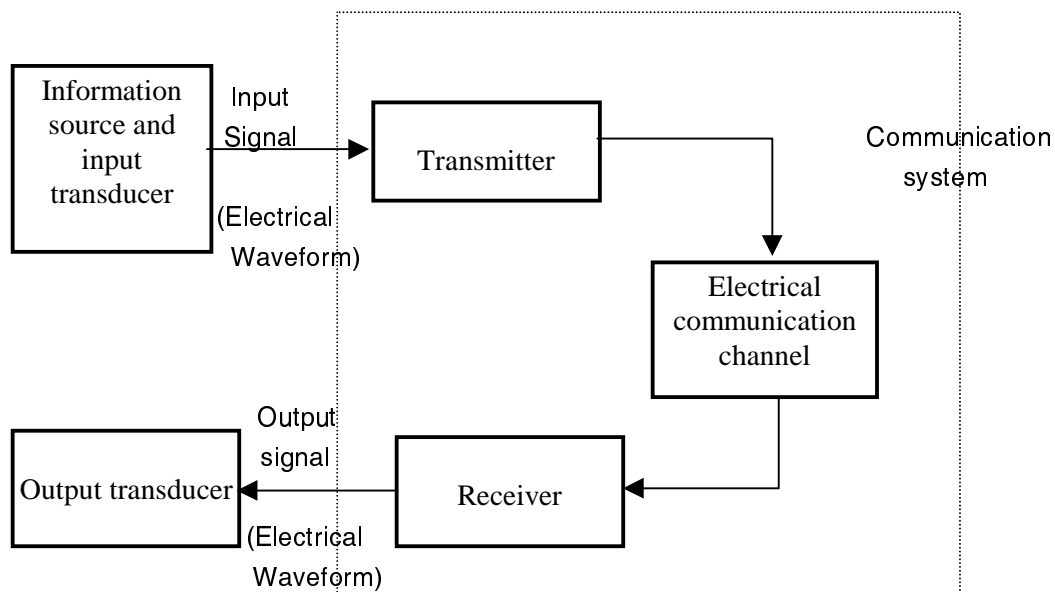 Information
source and
input
transducer
Input
Signal
(Electrical
Waveform)
Transmitter
Communication
system
Electrical
communication
channel
Output
signal
(Electrical
Waveform)
Receiver
Output transducer